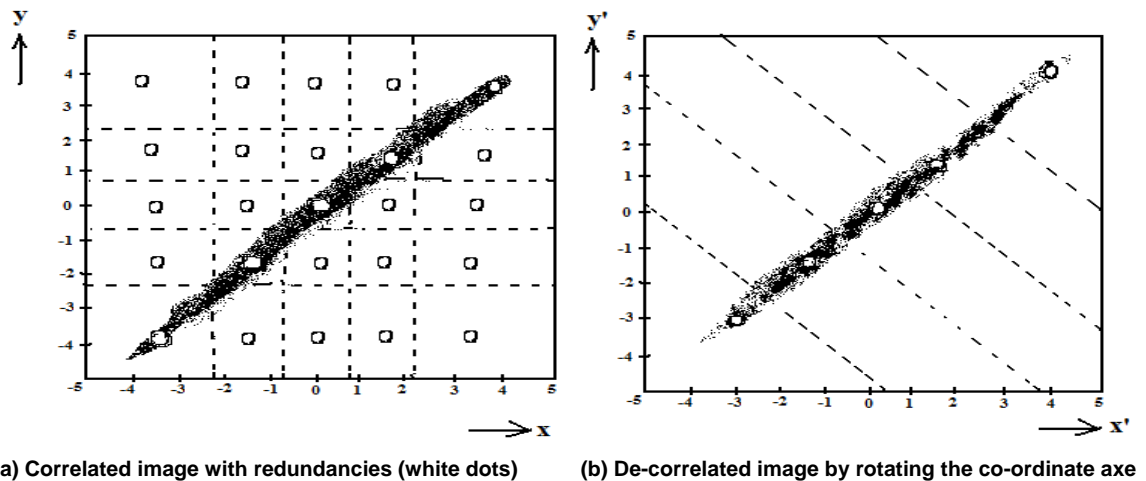 y
5
4
3
2
1
0
-1
-2
-3
-4
-5 -4 -3 -2 -1 0 1 2 3 4 5
x
a) Correlated image with redundancies (white dots)
y'
5
4
3
2
1
0
-1
-2
-3
-4
-5 -4 -3 -2 -1 0 1 2 3 4 5
x'
(b) De-correlated image by rotating the co-ordinate axe